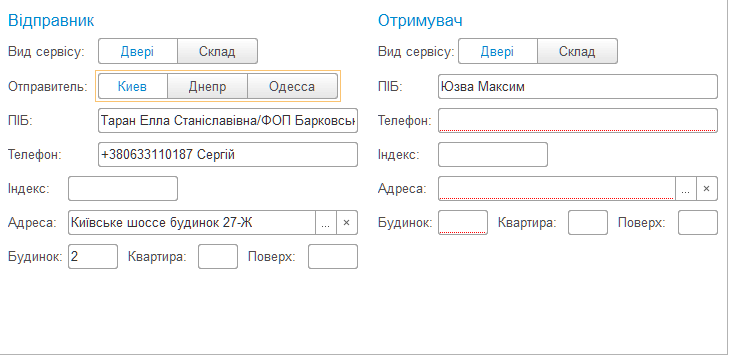 Відправник
Вид сервісу: Двері Склад
Отправитель: Киев Днепр Одесса
ПІБ: Таран Елла Станіславівна/ФОП Барковсь
Телефон: +380633110187 Сергій
Індекс:
Адреса: Київське шоссе будинок 27-Ж ... ×
Будинок: 2 Квартира: Поверх:
Отримувач
Вид сервісу: Двері Склад
ПІБ: Юзва Максим
Телефон:
Індекс:
Адреса: ... ×
Будинок: Квартира: Поверх: